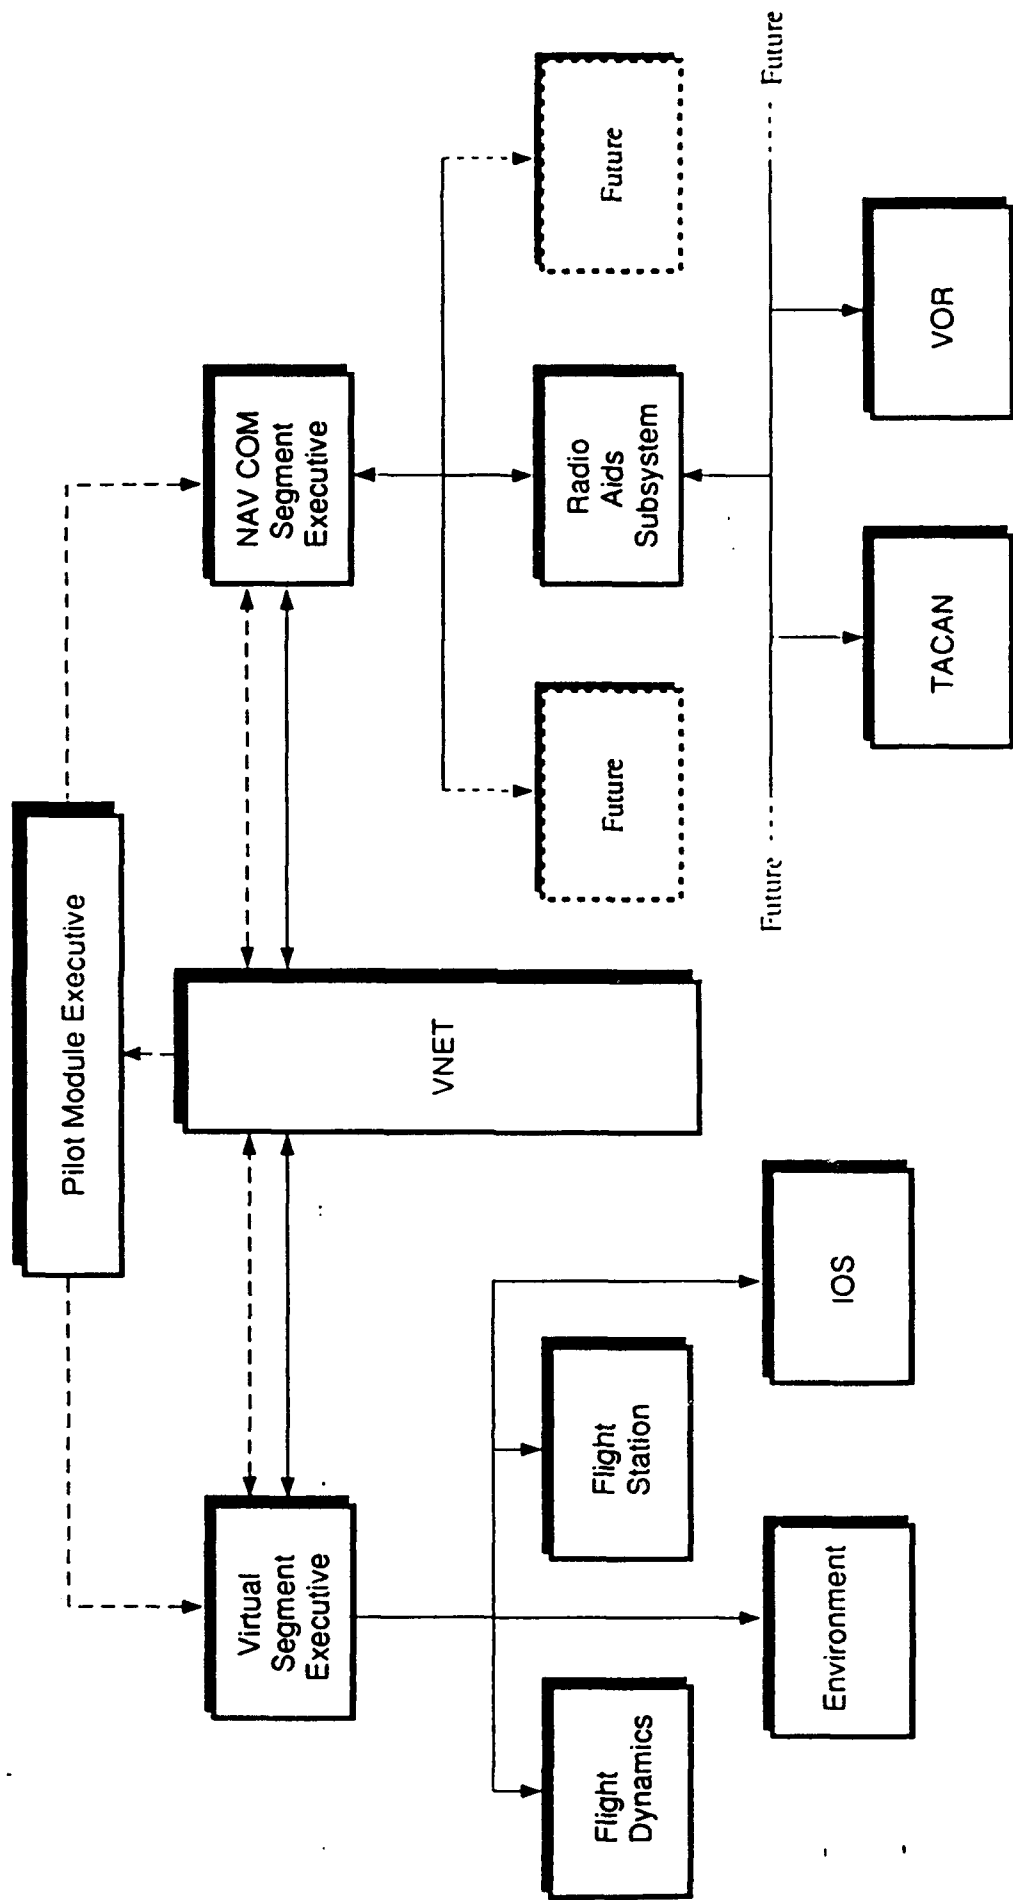 Pilot Module Executive
Virtual
Segment
Executive
VNET
NAV COM
Segment
Executive
Flight
Dynamics
Flight
Station
Environment
IOS
Future
Radio
Aids
Subsystem
Future
Future
Future
TACAN
VOR